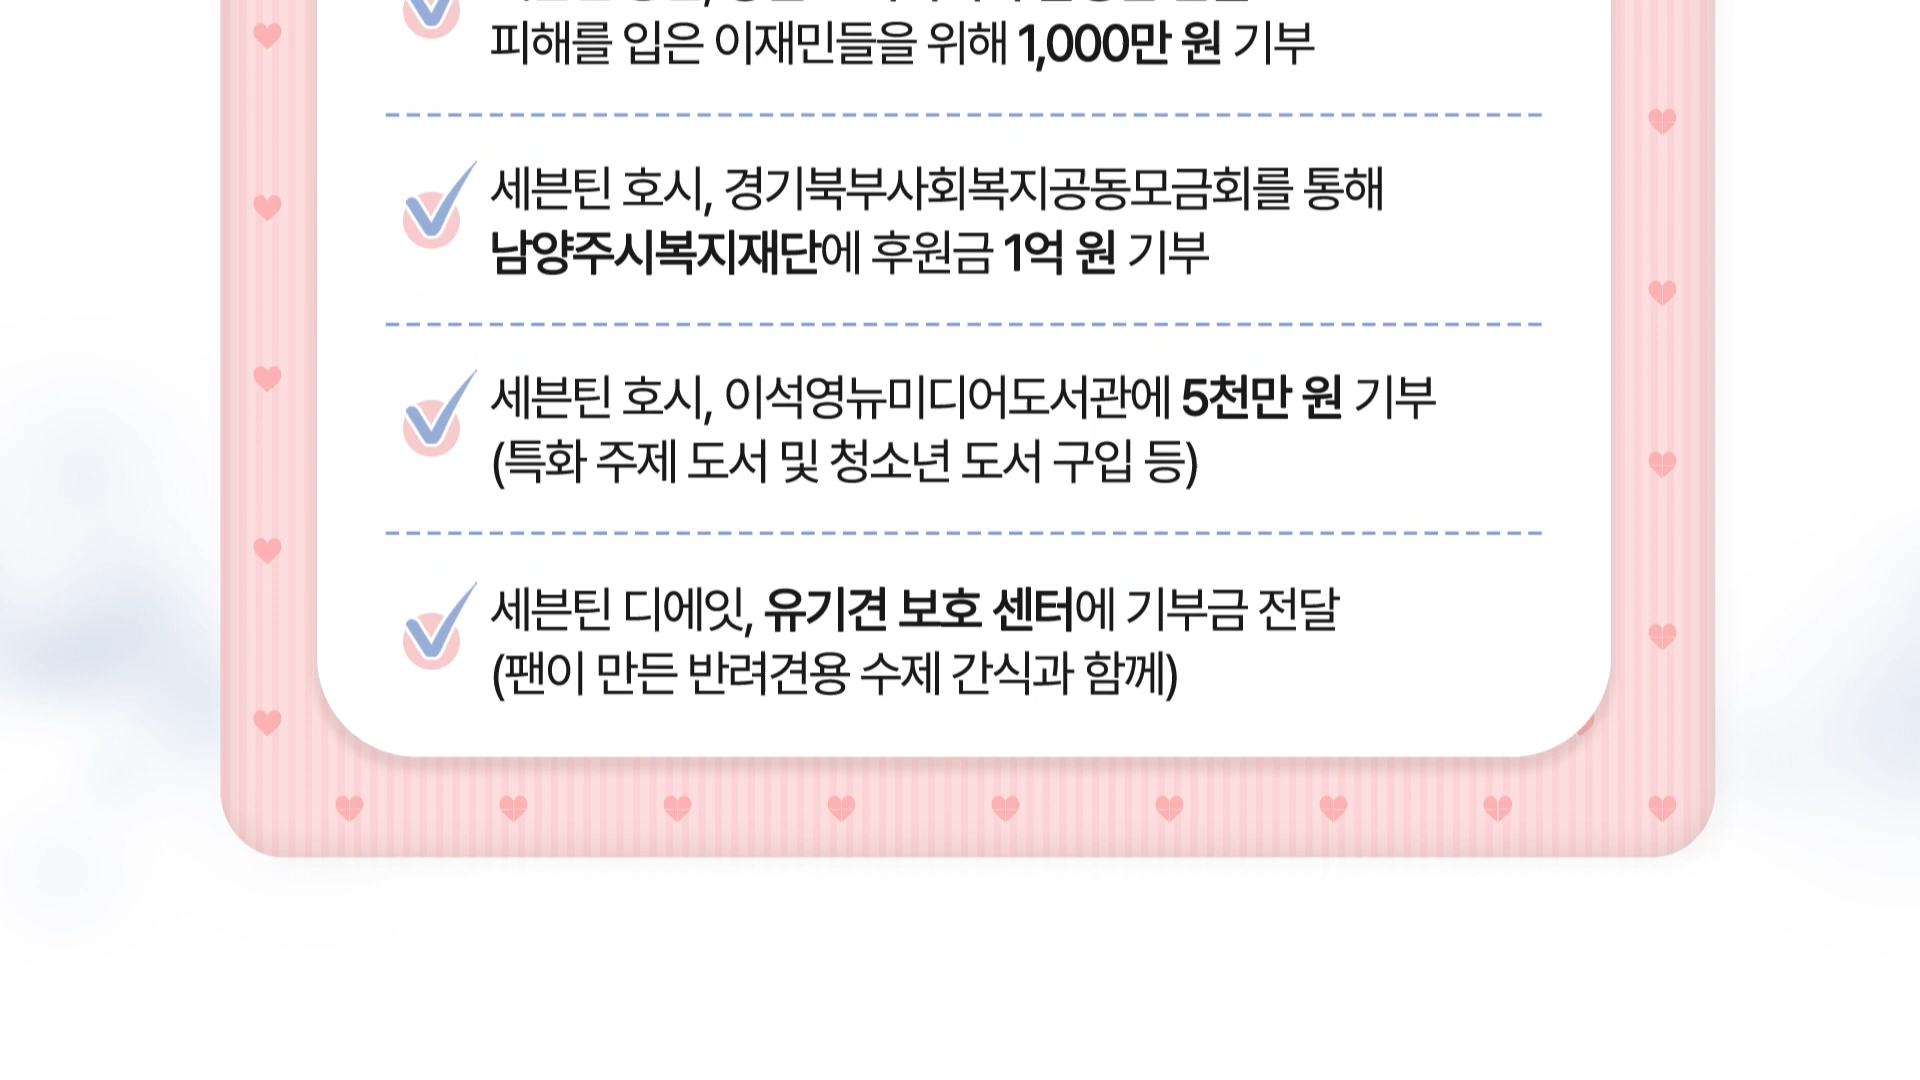 피해를 입은 이재민들을 위해 1,000만 원 기부
세븐틴 호시, 경기북부사회복지공동모금회를 통해
남양주시복지재단에 후원금 1억 원 기부
세븐틴 호시, 이석영뉴미디어도서관에 5천만 원 기부
(특화 주제 도서 및 청소년 도서 구입 등)
세븐틴 디에잇, 유기견 보호 센터에 기부금 전달
(팬이 만든 반려견용 수제 간식과 함께)